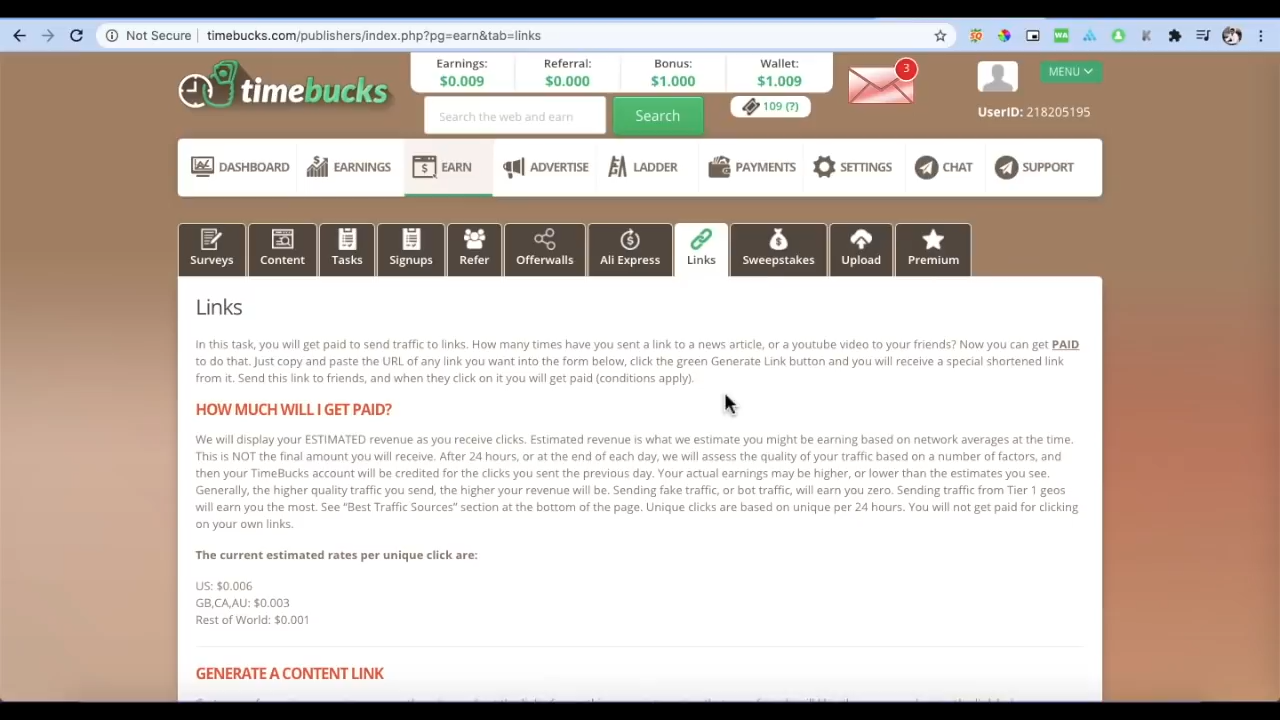 Not Secure
timebucks.com/publishers/index.php?pg=earn&tab=links
WA
K
timebucks
Earnings:
$0.009
Referral:
$0.000
Bonus:
$1.000
Wallet:
$1.009
3
MENU
Search the web and earn
Search
109 (?)
UserID: 218205195
DASHBOARD
EARNINGS
EARN
ADVERTISE
LADDER
PAYMENTS
SETTINGS
CHAT
SUPPORT
Surveys
Content
Tasks
Signups
Refer
Offerwalls
Ali Express
Links
Sweepstakes
Upload
Premium
Links
In this task, you will get paid to send traffic to links. How many times have you sent a link to a news article, or a youtube video to your friends? Now you can get PAID
to do that. Just copy and paste the URL of any link you want into the form below, click the green Generate Link button and you will receive a special shortened link
from it. Send this link to friends, and when they click on it you will get paid (conditions apply).
HOW MUCH WILL I GET PAID?
We will display your ESTIMATED revenue as you receive clicks. Estimated revenue is what we estimate you might be earning based on network averages at the time.
This is NOT the final amount you will receive. After 24 hours, or at the end of each day, we will assess the quality of your traffic based on a number of factors, and
then your TimeBucks account will be credited for the clicks you sent the previous day. Your actual earnings may be higher, or lower than the estimates you see.
Generally, the higher quality traffic you send, the higher your revenue will be. Sending fake traffic, or bot traffic, will earn you zero. Sending traffic from Tier 1 geos
will earn you the most. See “Best Traffic Sources” section at the bottom of the page. Unique clicks are based on unique per 24 hours. You will not get paid for clicking
on your own links.
The current estimated rates per unique click are:
US: $0.006
GB,CA,AU: $0.003
Rest of World: $0.001
GENERATE A CONTENT LINK